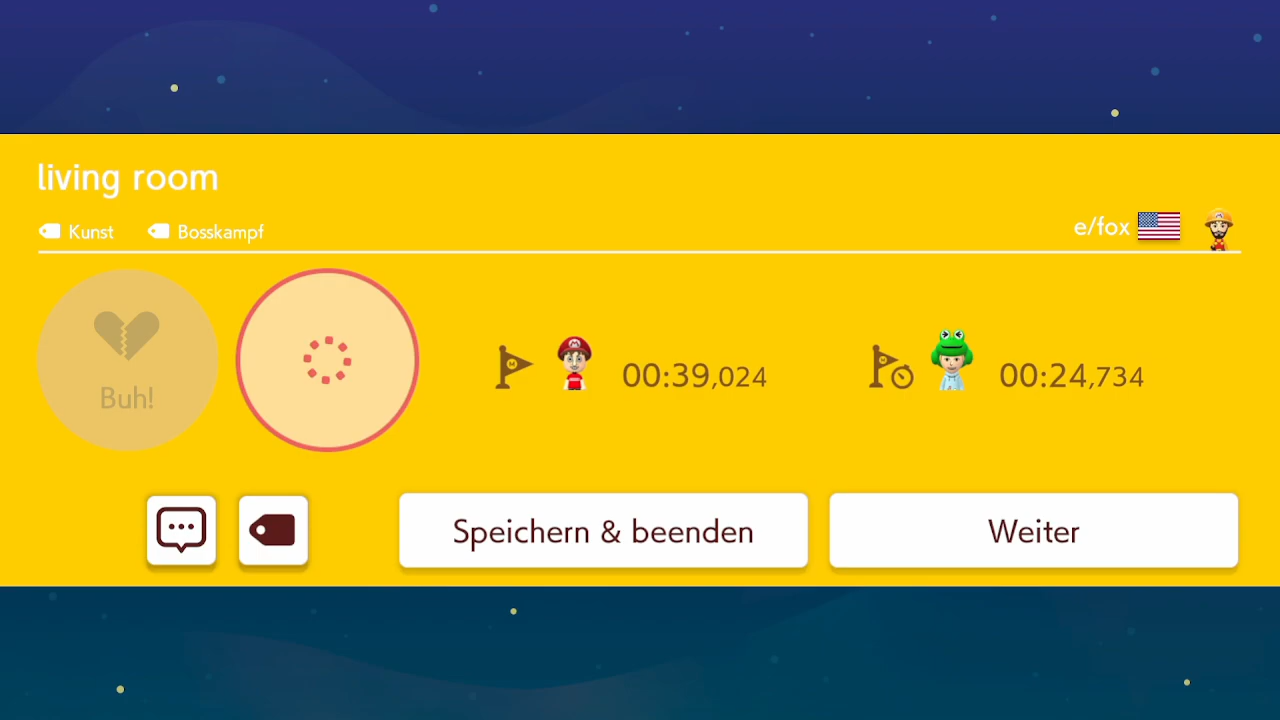 living room
Kunst Bosskampf
e/fox
Buh!
00:39,024
00:24,734
Speichern & beenden
Weiter